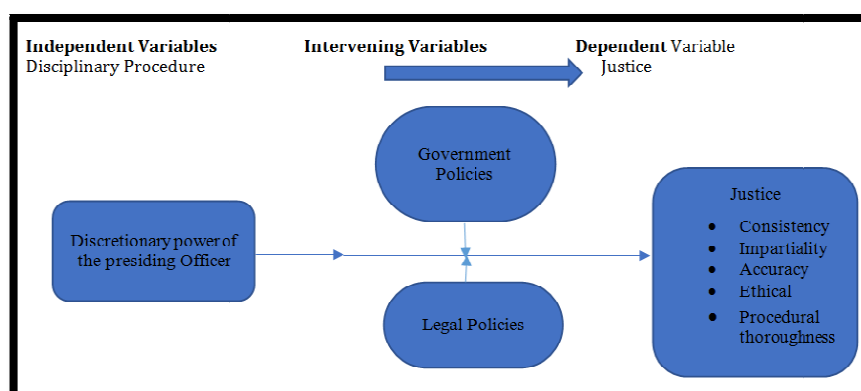 Independent Variables
Disciplinary Procedure
Intervening Variables
Dependent Variable
Justice
Government
Policies
Discretionary power of
the presiding Officer
Legal Policies
Justice
• Consistency
• Impartiality
• Accuracy
• Ethical
• Procedural
thoroughness